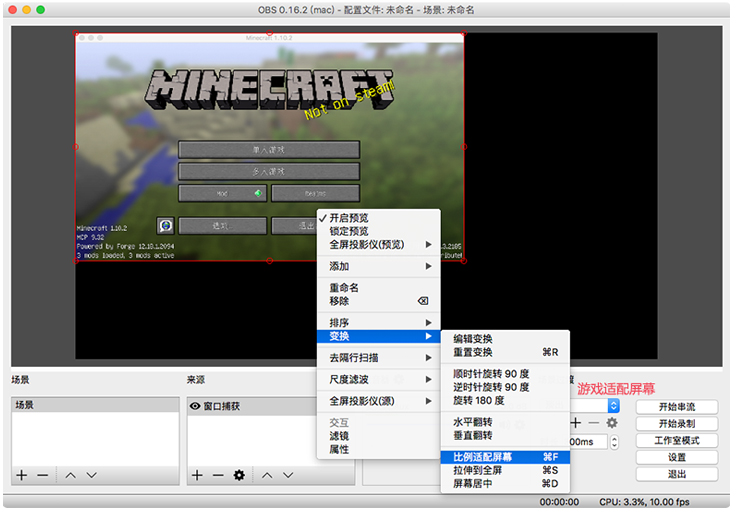 OBS 0.16.2 (mac) - 配置文件: 未命名 - 场景: 未命名
Minecraft 1.10.2
MINECRAFT
Not on steam!
单人游戏
多人游戏
Mod
Realms
Minecraft 1.10.2
MCP 9.32
Powered by Forge 12.18.1.2094
3 mods loaded, 3 mods active
开启预览
锁定预览
全屏投影仪(预览)
添加
重命名
移除
排序
变换
去隔行扫描
尺度滤波
全屏投影仪(源)
交互
滤镜
属性
编辑变换
重置变换 ⌘R
顺时针旋转 90 度
逆时针旋转 90 度
旋转 180 度
水平翻转
垂直翻转
比例适配屏幕 ⌘F
拉伸到全屏 ⌘S
屏幕居中 ⌘D
游戏适配屏幕
场景
来源
场景
窗口捕获
00ms
开始串流
开始录制
工作室模式
设置
退出
00:00:00
CPU: 3.3%, 10.00 fps